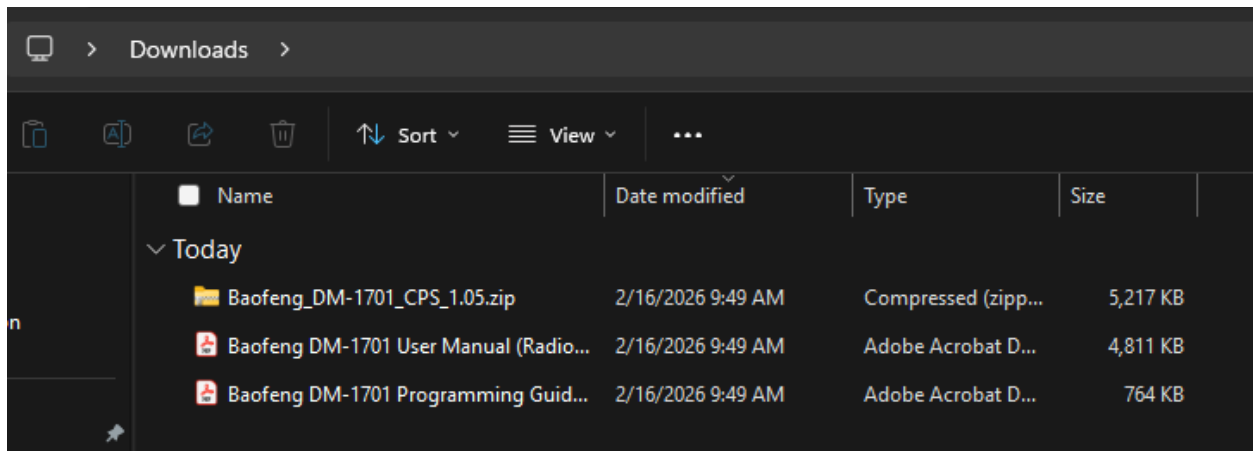 Downloads
Sort View
Name Date modified Type Size
Today
Baofeng_DM-1701_CPS_1.05.zip 2/16/2026 9:49 AM Compressed (zipp... 5,217 KB
Baofeng DM-1701 User Manual (Radio... 2/16/2026 9:49 AM Adobe Acrobat D... 4,811 KB
Baofeng DM-1701 Programming Guid... 2/16/2026 9:49 AM Adobe Acrobat D... 764 KB
n